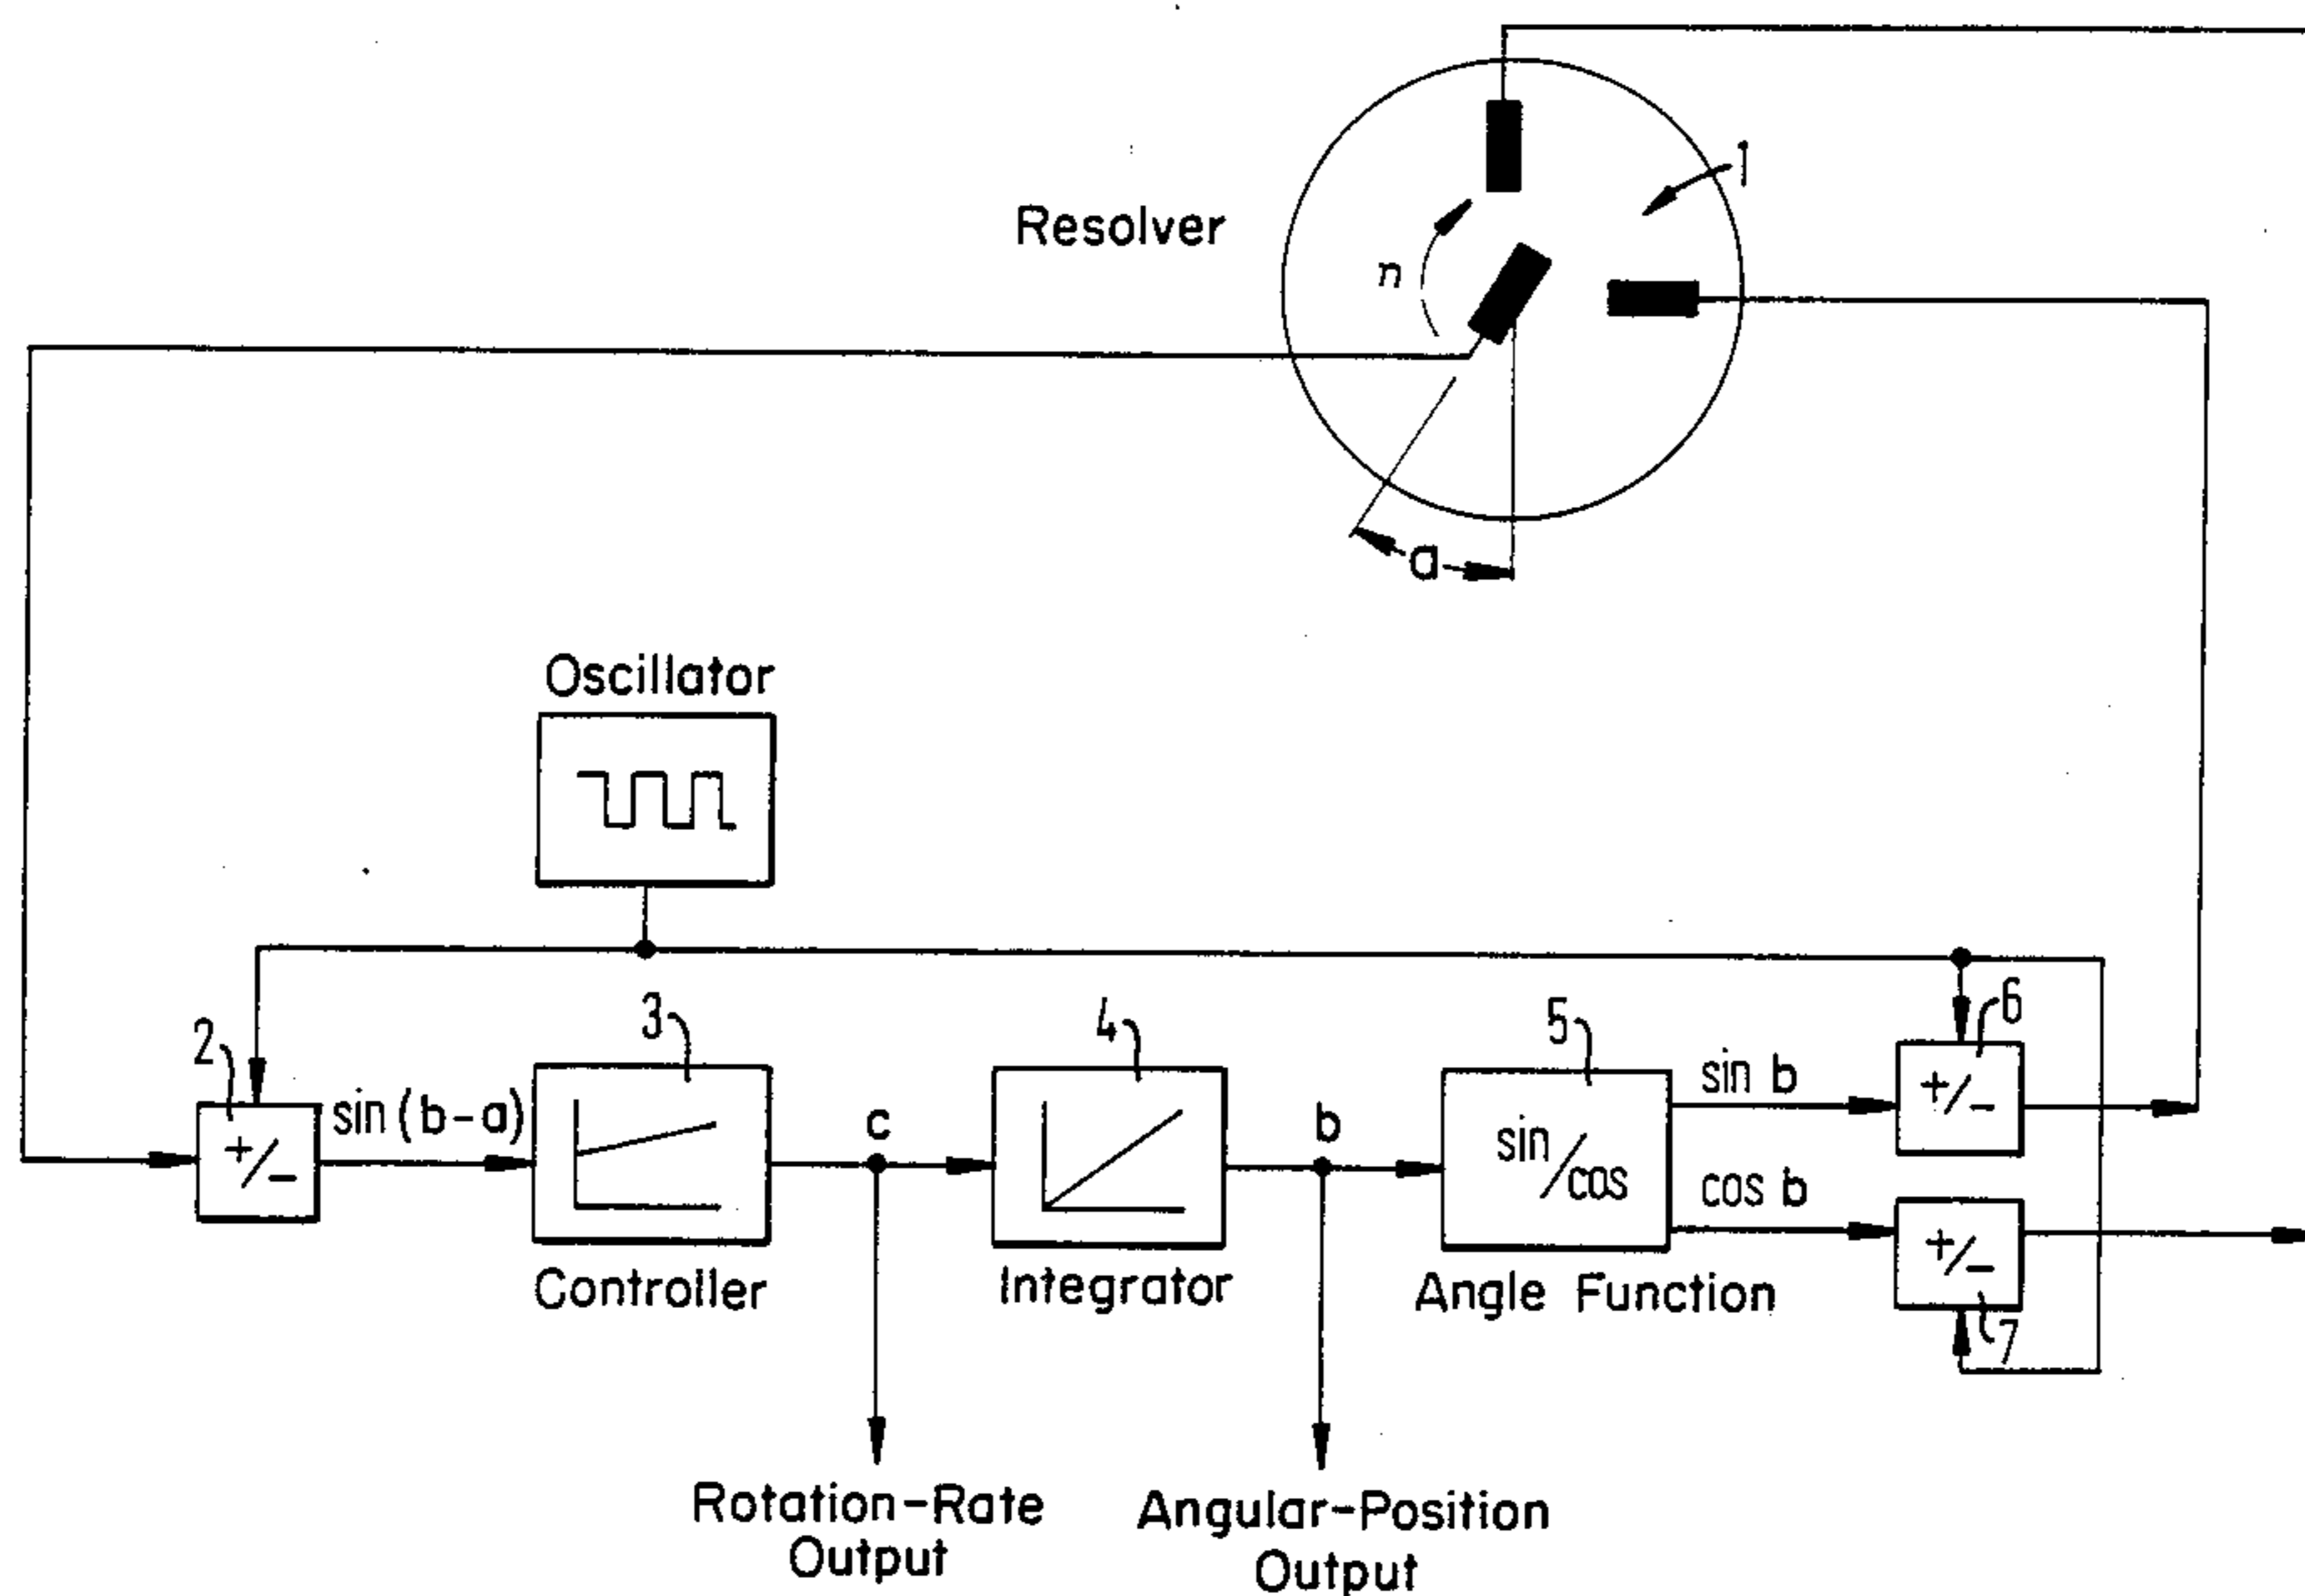 1
Resolver
n
a
Oscillator
2
3
4
5
6
sin (b-a)
c
b
sin b
+/-
sin/cos
+/-
cos b
+/-
7
Controller
Integrator
Angle Function
Rotation-Rate
Output
Angular-Position
Output